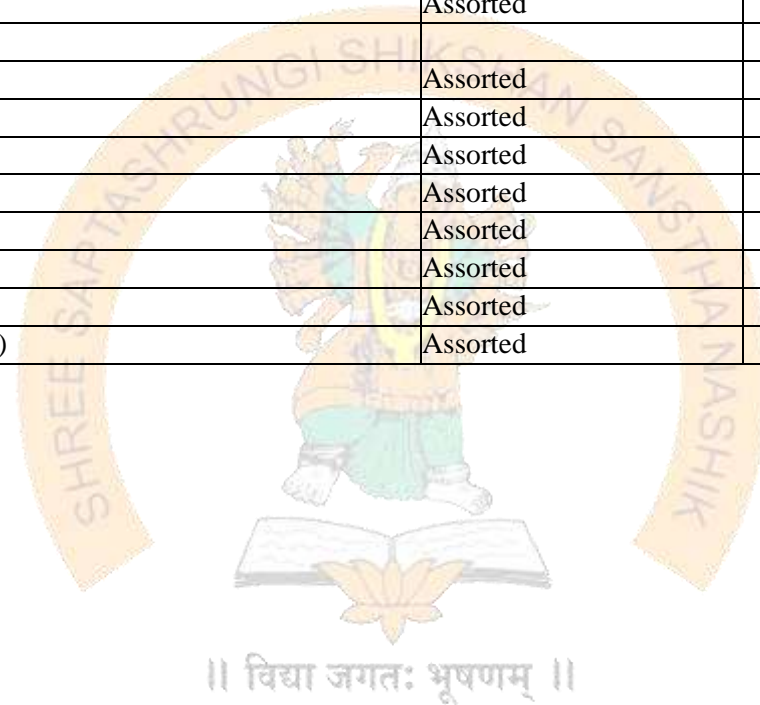 Assorted
Assorted
Assorted
Assorted
Assorted
Assorted
Assorted
Assorted
) Assorted
SHREE SAPTASHRUNGI SHIKSHAN SANSTHA NASHIK
|| विद्या जगतः भूषणम् ||